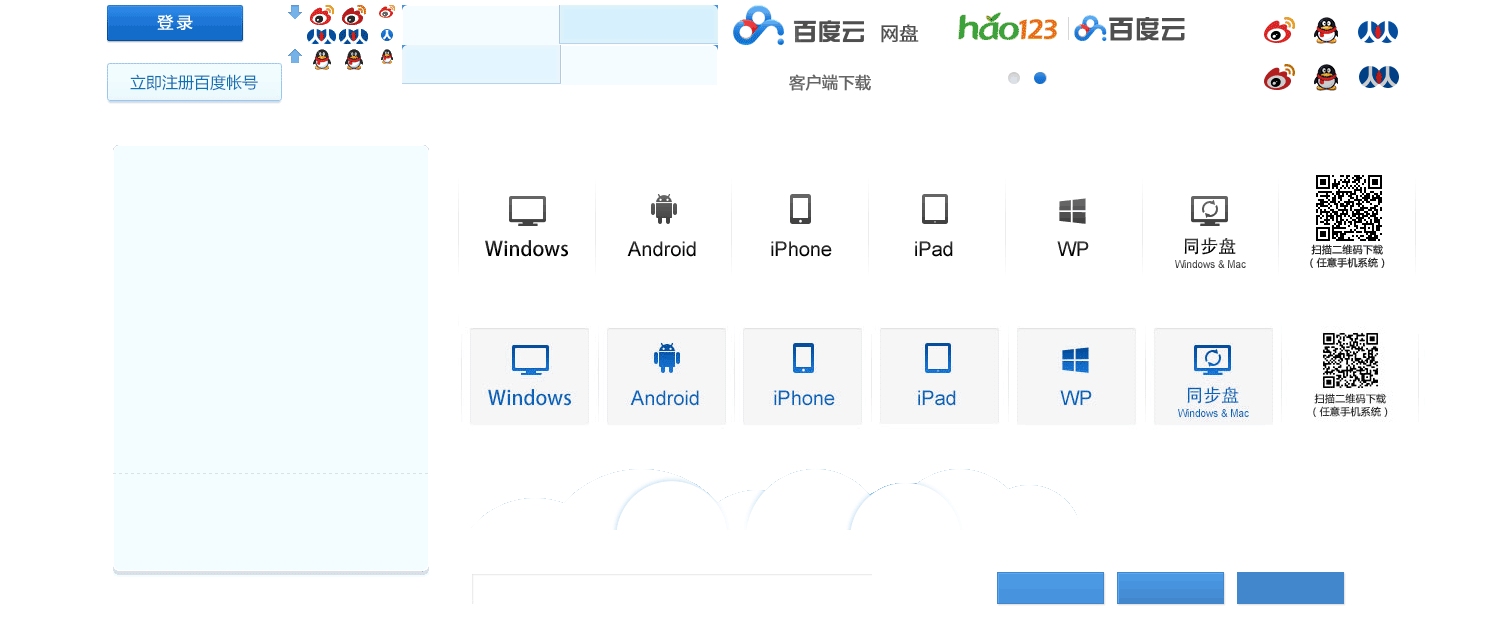 登录
立即注册百度帐号
百度云 网盘
hao123 百度云
客户端下载
Windows
Android
iPhone
iPad
WP
同步盘
Windows & Mac
扫描二维码下载
（任意手机系统）
Windows
Android
iPhone
iPad
WP
同步盘
Windows & Mac
扫描二维码下载
（任意手机系统）